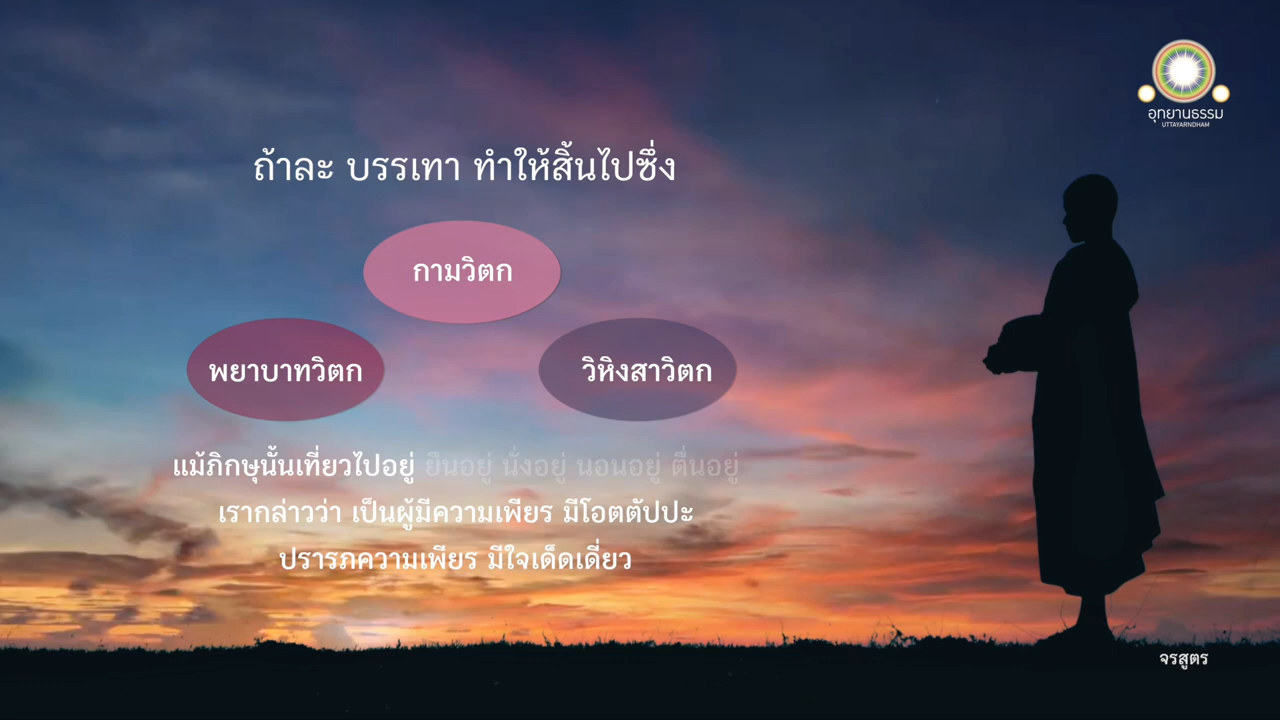 อุทยานธรรม
UTTAYARNDHAM
ถ้าละ บรรเทา ทำให้สิ้นไปซึ่ง
กามวิตก
พยาบาทวิตก
วิหิงสาวิตก
แม้ภิกษุนั้นเที่ยวไปอยู่ ยืนอยู่ นั่งอยู่ นอนอยู่ ตื่นอยู่
เรากล่าวว่า เป็นผู้มีความเพียร มีโอตตัปปะ
ปรารภความเพียร มีใจเด็ดเดี่ยว
จรสูตร